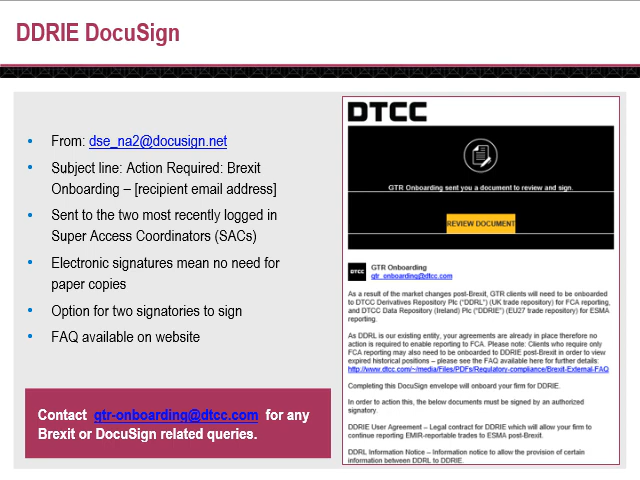 DDRIE DocuSign
• From: dse_na2@docusign.net
• Subject line: Action Required: Brexit
Onboarding – [recipient email address]
• Sent to the two most recently logged in
Super Access Coordinators (SACs)
• Electronic signatures mean no need for
paper copies
• Option for two signatories to sign
• FAQ available on website
Contact gtr-onboarding@dtcc.com for any
Brexit or DocuSign related queries.
DTCC
GTR Onboarding sent you a document to review and sign.
REVIEW DOCUMENT
DTCC
GTR Onboarding
gtr_onboarding@dtcc.com
As a result of the market changes post-Brexit, GTR clients will need to be onboarded
to DTCC Derivatives Repository Plc ("DDRL") (UK trade repository) for FCA reporting,
and DTCC Data Repository (Ireland) Plc ("DDRIE") (EU27 trade repository) for ESMA
reporting.
As DDRL is our existing entity, your agreements are already in place therefore no
action is required to enable reporting to FCA. Please note: Clients who require only
FCA reporting may also need to be onboarded to DDRIE post-Brexit in order to view
expired historical positions – please see the FAQ available here for further details:
http://www.dtcc.com/~/media/Files/PDFs/Regulatory-compliance/Brexit-External-FAQ
Completing this DocuSign envelope will onboard your firm for DDRIE.
In order to action this, the below documents must be signed by an authorized
signatory.
DDRIE User Agreement – Legal contract for DDRIE which will allow your firm to
continue reporting EMIR-reportable trades to ESMA post-Brexit.
DDRL Information Notice – Information notice to allow the provision of certain
information between DDRL to DDRIE.